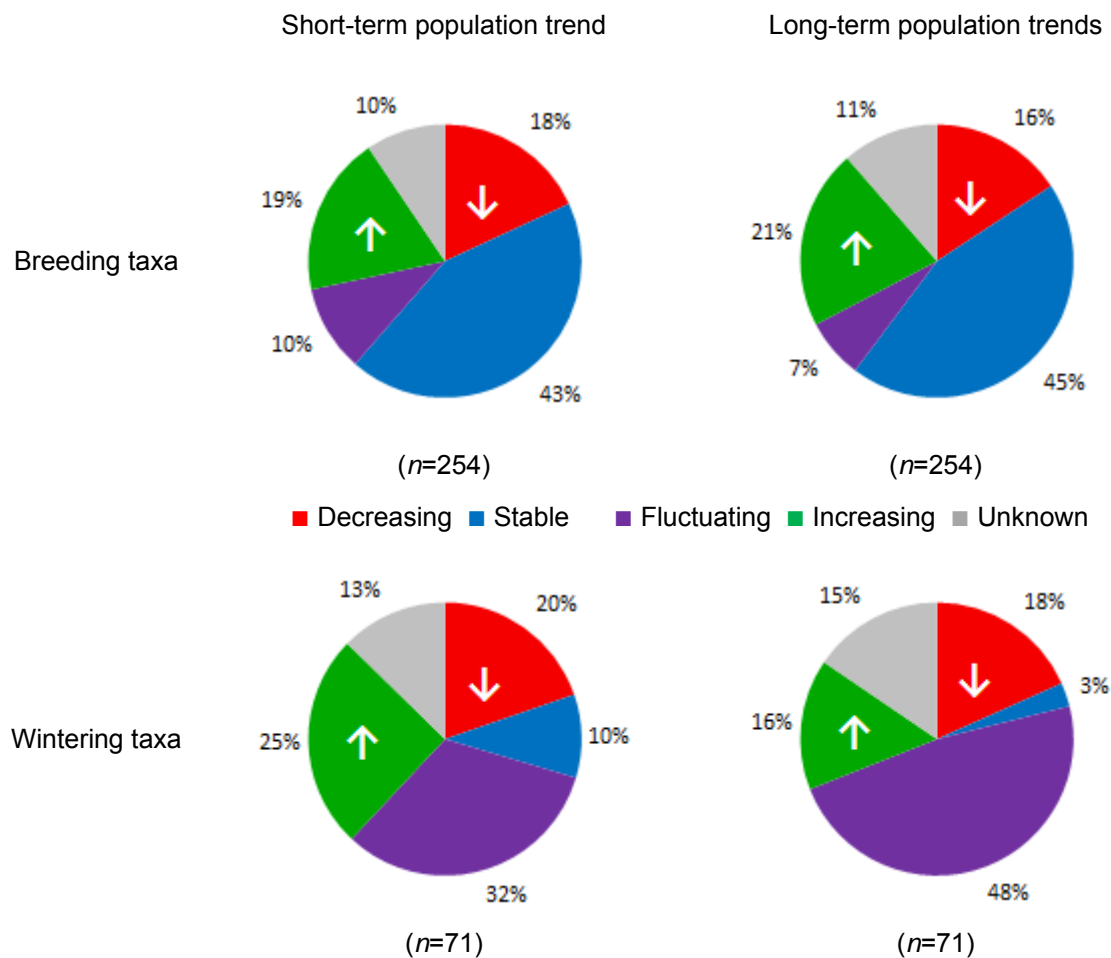 Short-term population trend
Long-term population trends
Breeding taxa
10%
18%
19%
10%
43%
(n=254)
11%
16%
21%
7%
45%
(n=254)
Decreasing Stable Fluctuating Increasing Unknown
Wintering taxa
13%
20%
25%
10%
32%
(n=71)
15%
18%
3%
16%
48%
(n=71)